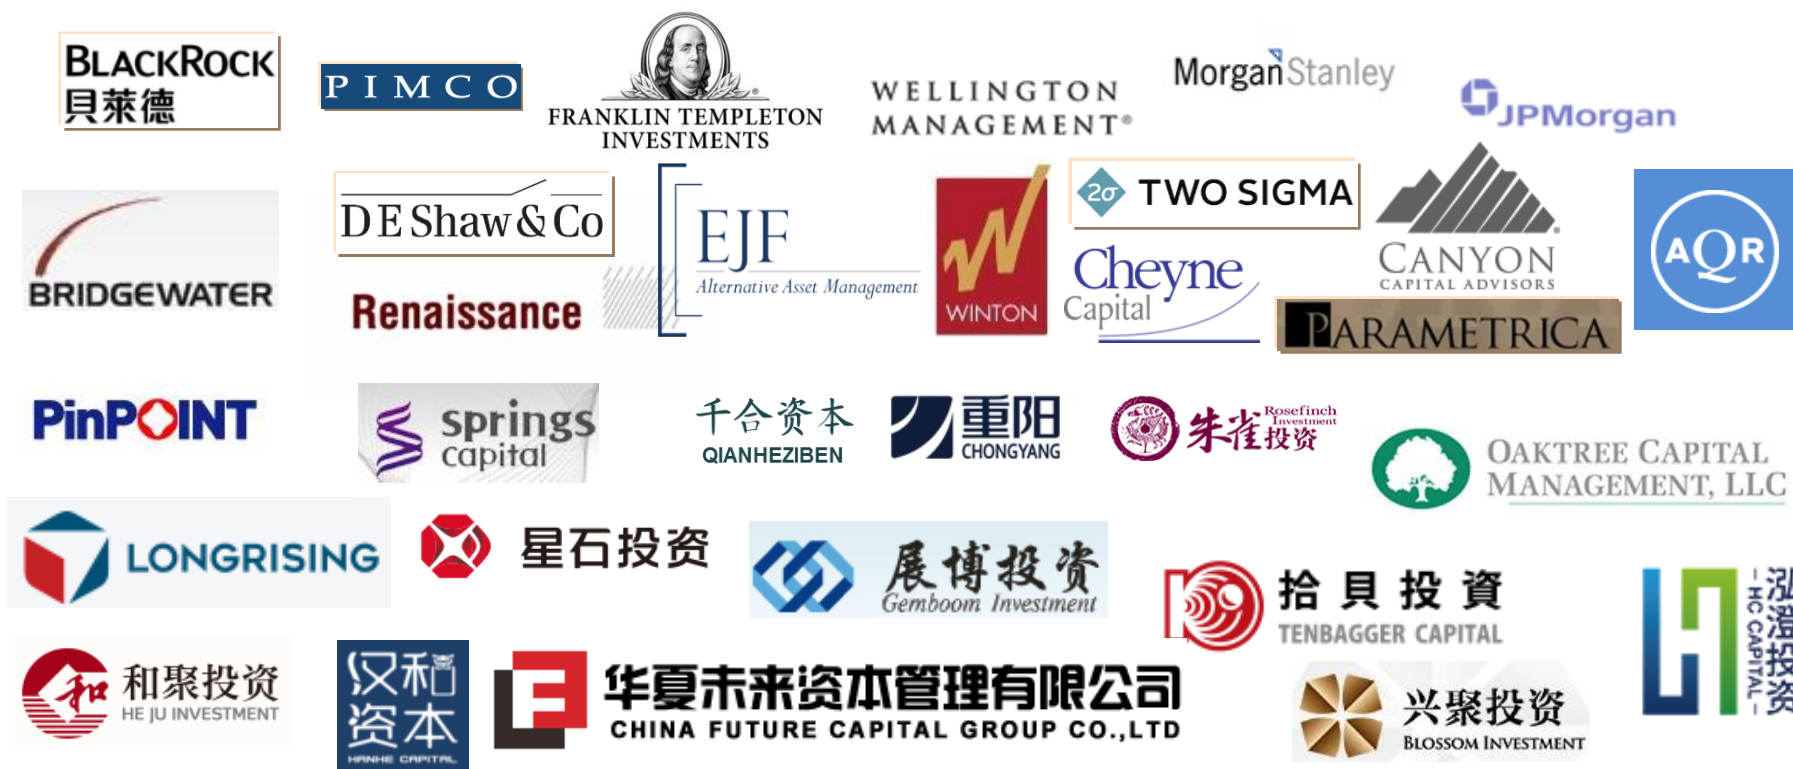 BLACKROCK
貝萊德
PIMCO
FRANKLIN TEMPLETON
INVESTMENTS
WELLINGTON
MANAGEMENT®
Morgan Stanley
JPMorgan
BRIDGEWATER
DE Shaw & Co
Renaissance
EJF
Alternative Asset Management
WINTON
2σ TWO SIGMA
Cheyne
Capital
CANYON
CAPITAL ADVISORS
PARAMETRICA
AQR
PinPOINT
springs
capital
千合资本
QIANHEZIBEN
重阳
CHONGYANG
朱雀投资
Rosefinch
Investment
OAKTREE CAPITAL
MANAGEMENT, LLC
LONGRISING
星石投资
展博投资
Gemboom Investment
拾貝投資
TENBAGGER CAPITAL
泓澄投资
HC CAPITAL
和
和聚投资
HE JU INVESTMENT
汉和
资本
HANHE CAPITAL
华夏未来资本管理有限公司
CHINA FUTURE CAPITAL GROUP CO.,LTD
兴聚投资
BLOSSOM INVESTMENT